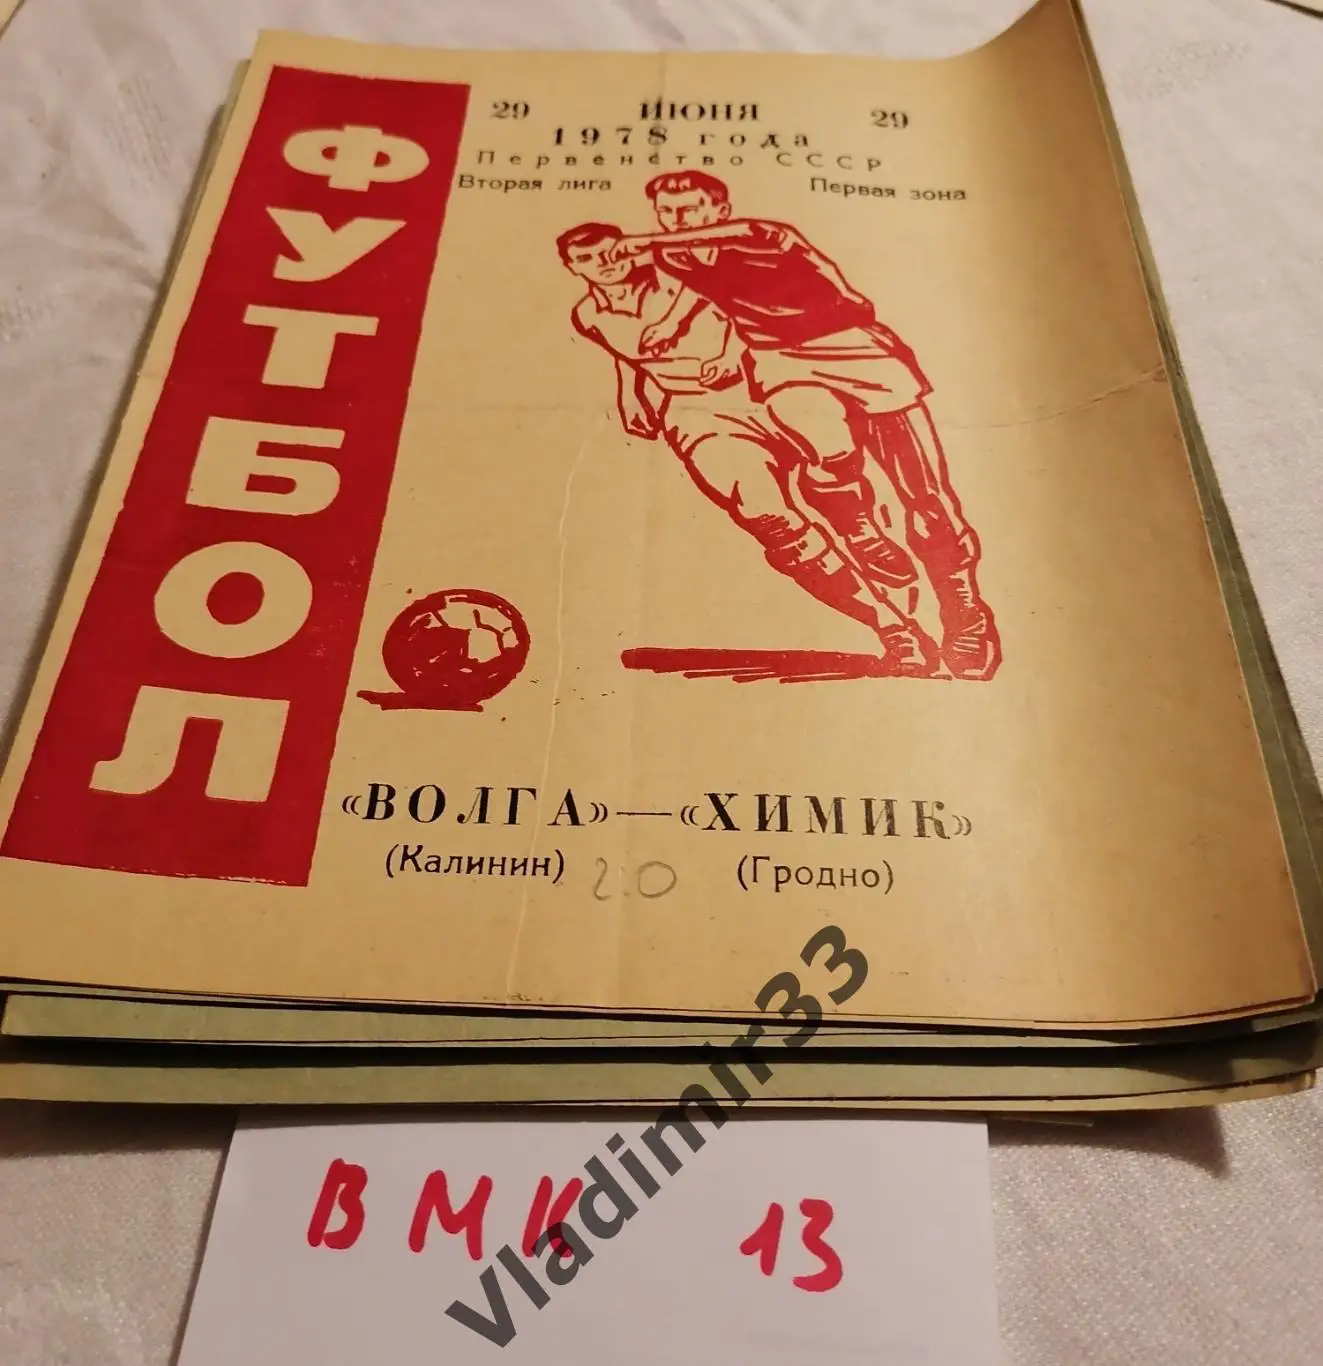 ФУТБОЛ
29 ИЮНЯ 29
1978 года
Первенство СССР
Вторая лига Первая зона
«ВОЛГА»—«ХИМИК»
(Калинин) 2:0 (Гродно)
ВМК 13
Vladimir33